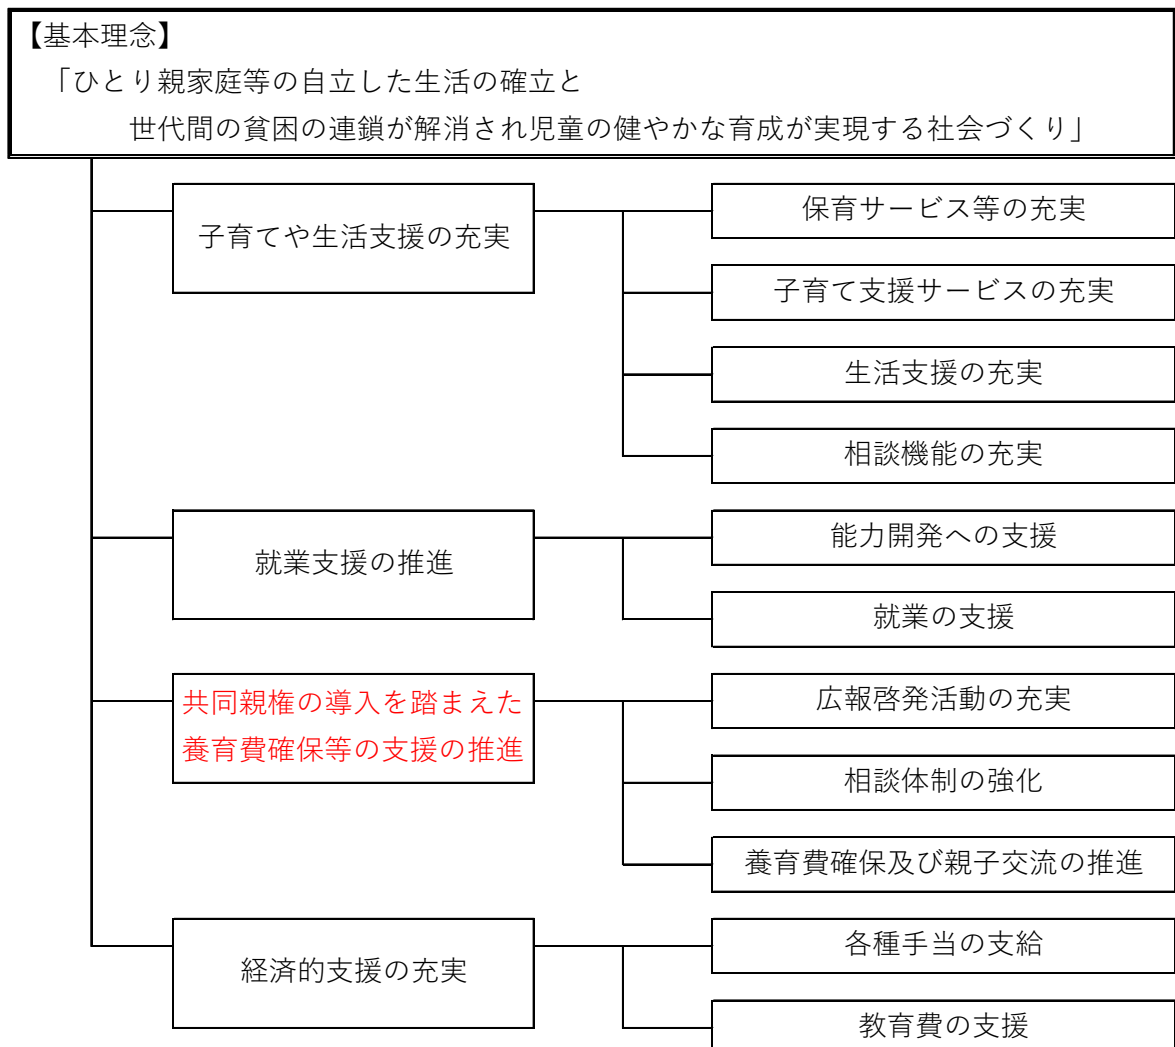 【基本理念】
「ひとり親家庭等の自立した生活の確立と
世代間の貧困の連鎖が解消され児童の健やかな育成が実現する社会づくり」
子育てや生活支援の充実
保育サービス等の充実
子育て支援サービスの充実
生活支援の充実
相談機能の充実
就業支援の推進
能力開発への支援
就業の支援
共同親権の導入を踏まえた
養育費確保等の支援の推進
広報啓発活動の充実
相談体制の強化
養育費確保及び親子交流の推進
経済的支援の充実
各種手当の支給
教育費の支援